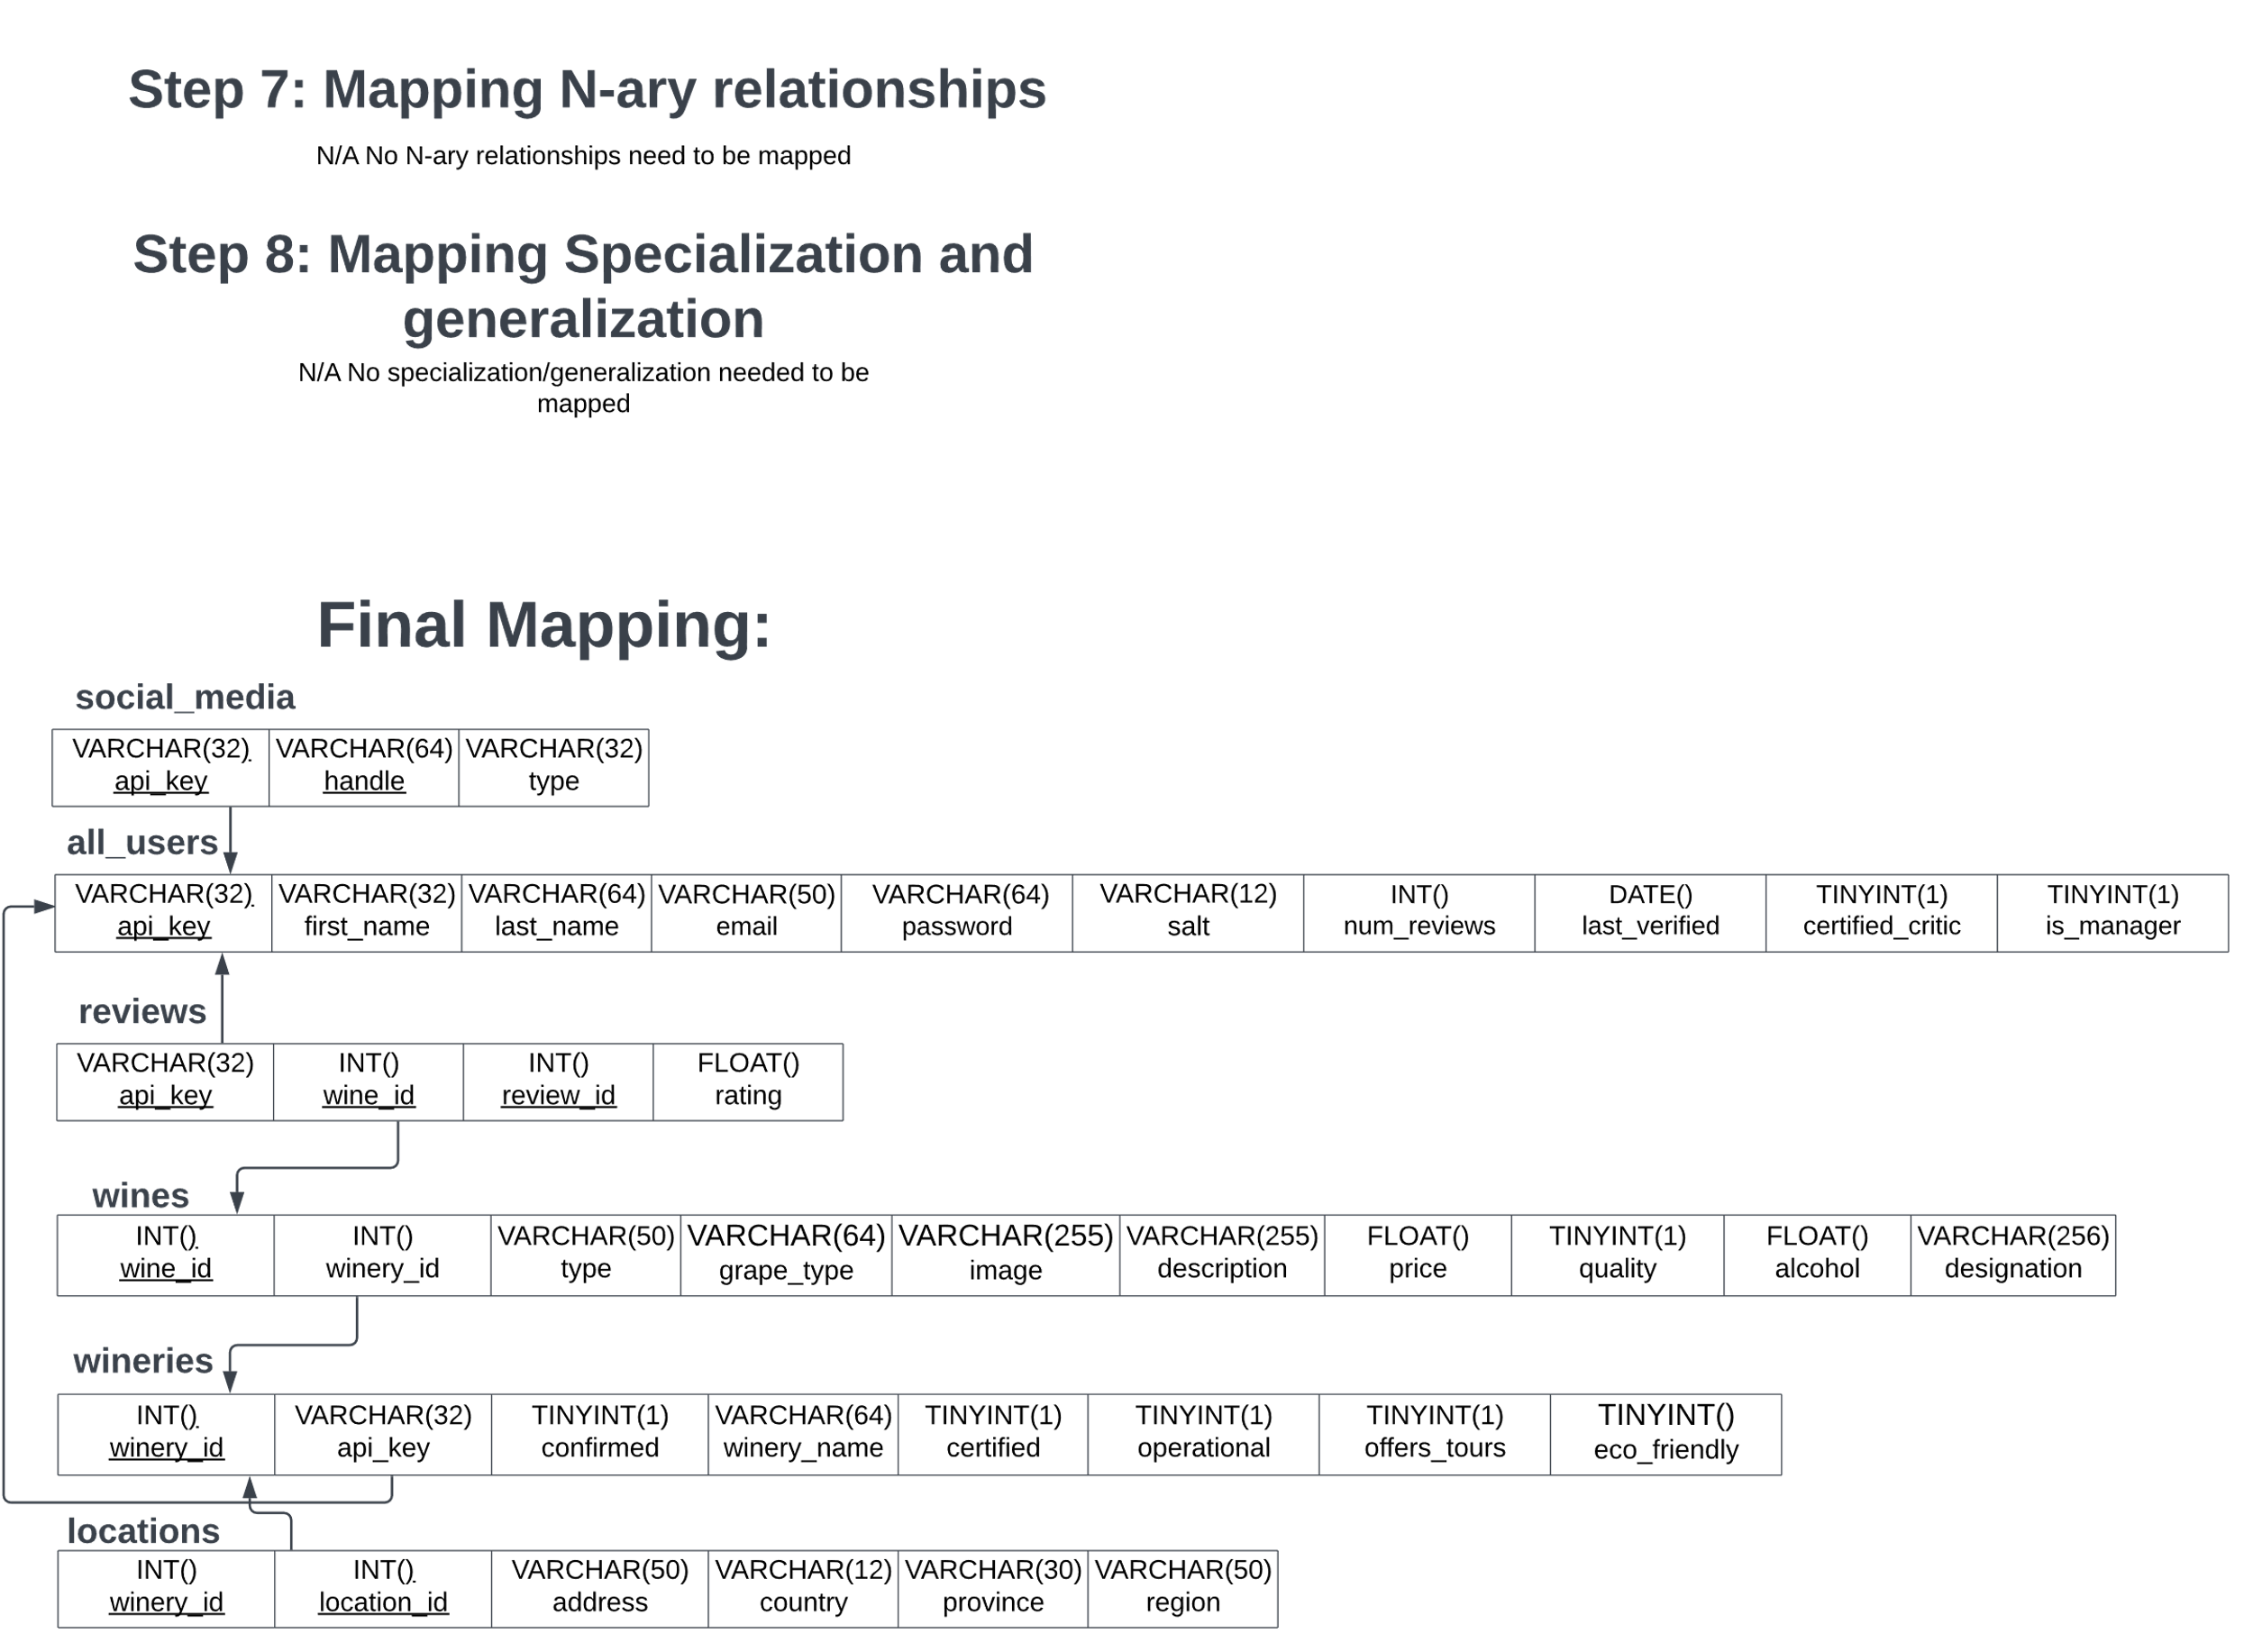 Step 7: Mapping N-ary relationships
N/A No N-ary relationships need to be mapped
Step 8: Mapping Specialization and
generalization
N/A No specialization/generalization needed to be
mapped
Final Mapping:
social_media
VARCHAR(32) VARCHAR(64) VARCHAR(32)
api_key handle type
all_users
VARCHAR(32) VARCHAR(32) VARCHAR(64) VARCHAR(50) VARCHAR(64) VARCHAR(12) INT() DATE() TINYINT(1) TINYINT(1)
api_key first_name last_name email password salt num_reviews last_verified certified_critic is_manager
reviews
VARCHAR(32) INT() INT() FLOAT()
api_key wine_id review_id rating
wines
INT() INT() VARCHAR(50) VARCHAR(64) VARCHAR(255) VARCHAR(255) FLOAT() TINYINT(1) FLOAT() VARCHAR(256)
wine_id winery_id type grape_type image description price quality alcohol designation
wineries
INT() VARCHAR(32) TINYINT(1) VARCHAR(64) TINYINT(1) TINYINT(1) TINYINT(1) TINYINT()
winery_id api_key confirmed winery_name certified operational offers_tours eco_friendly
locations
INT() INT() VARCHAR(50) VARCHAR(12) VARCHAR(30) VARCHAR(50)
winery_id location_id address country province region